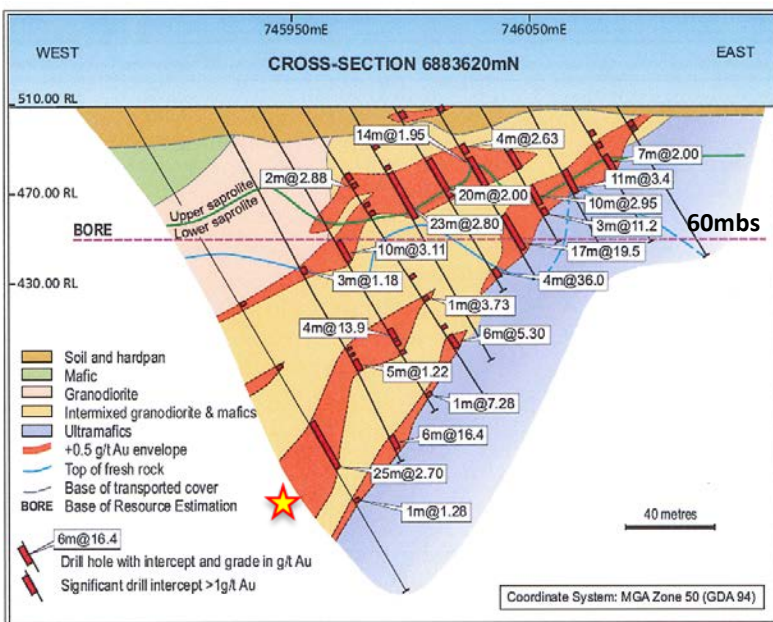 745950mE 746050mE
WEST EAST
CROSS-SECTION 6883620mN
510.00 RL
14m@1.95
4m@2.63
7m@2.00
2m@2.88
11m@3.4
470.00 RL
20m@2.00
10m@2.95
Upper saprolite
Lower saprolite
23m@2.80
3m@11.2
BORE
60mbs
10m@3.11
17m@19.5
3m@1.18
4m@36.0
430.00 RL
1m@3.73
4m@13.9
6m@5.30
5m@1.22
1m@7.28
6m@16.4
25m@2.70
1m@1.28
Soil and hardpan
Mafic
Granodiorite
Intermixed granodiorite & mafics
Ultramafics
+0.5 g/t Au envelope
Top of fresh rock
Base of transported cover
BORE Base of Resource Estimation
6m@16.4
Drill hole with intercept and grade in g/t Au
Significant drill intercept >1g/t Au
40 metres
Coordinate System: MGA Zone 50 (GDA 94)